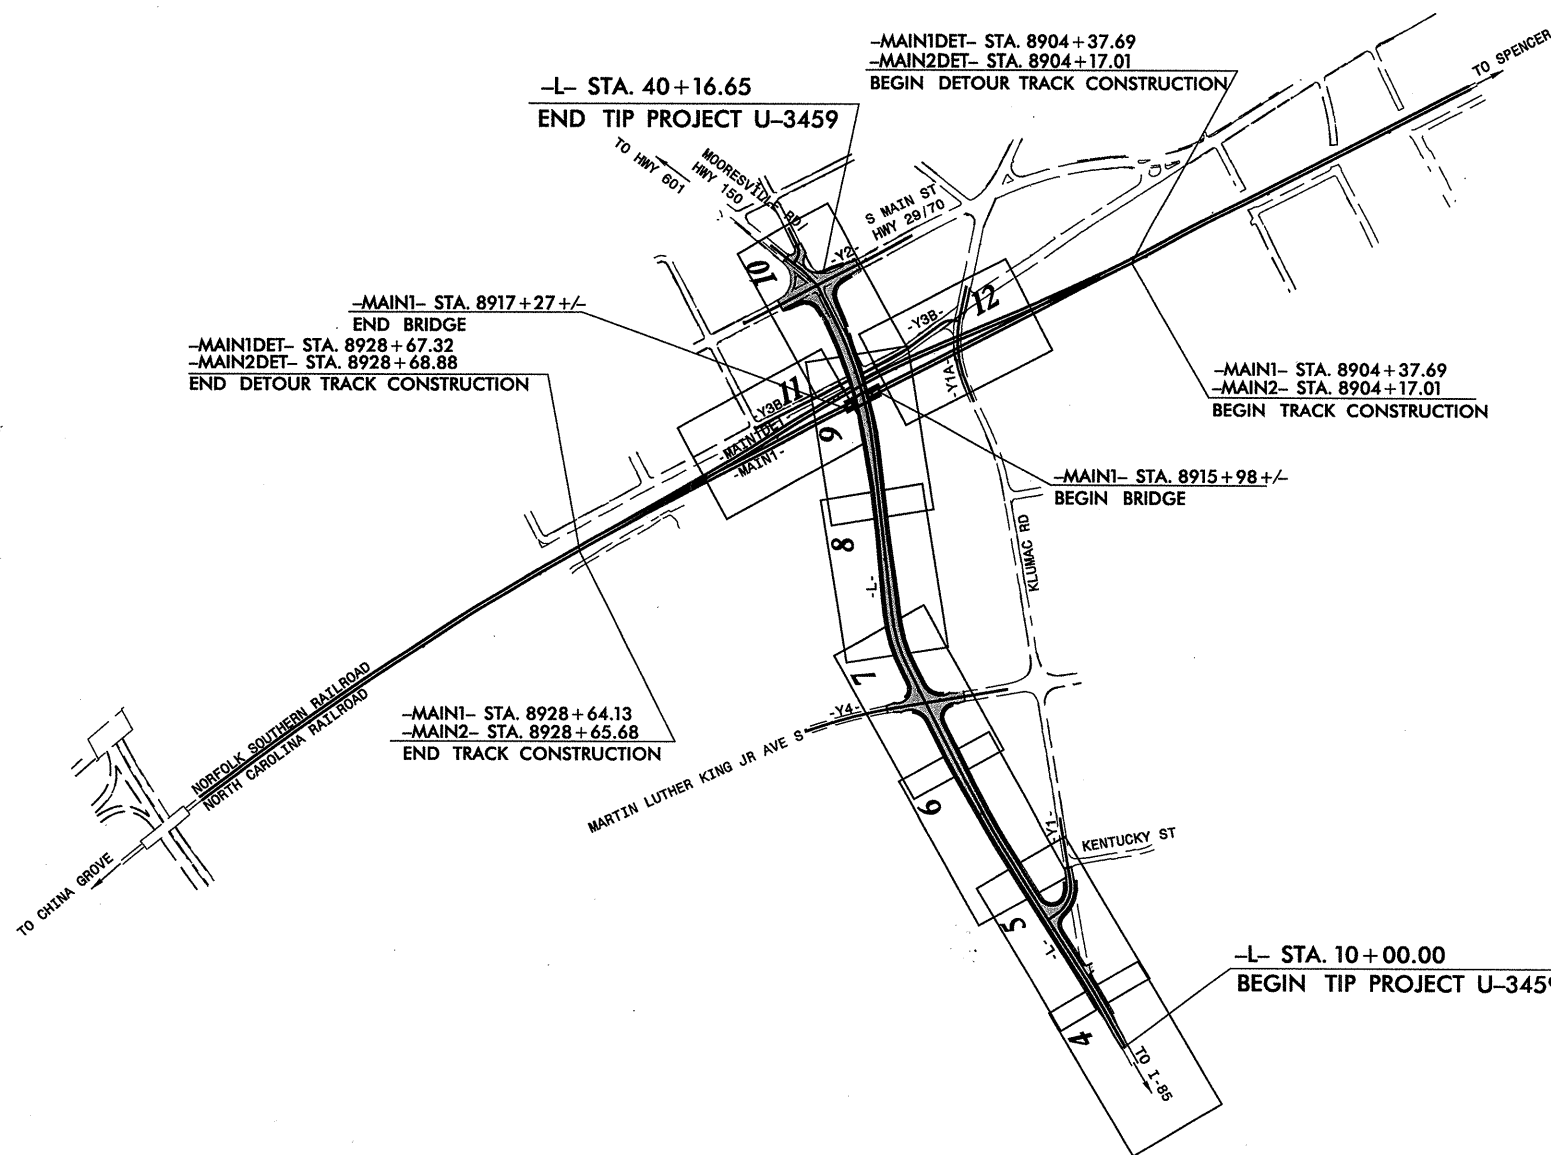 -MAIN1DET- STA. 8904+37.69
-MAIN2DET- STA. 8904+17.01
BEGIN DETOUR TRACK CONSTRUCTION
TO SPENCER
-L- STA. 40+16.65
END TIP PROJECT U-3459
TO HWY 601
MOORESVILLE RD
HWY 150
S MAIN ST
HWY 29/70
-Y2-
10
12
-Y3B-
-MAIN1- STA. 8917+27+/-
END BRIDGE
-MAIN1DET- STA. 8928+67.32
-MAIN2DET- STA. 8928+68.88
END DETOUR TRACK CONSTRUCTION
-MAIN1- STA. 8904+37.69
-MAIN2- STA. 8904+17.01
BEGIN TRACK CONSTRUCTION
-Y1A-
11
-Y3B-
-MAIN1DET-
-MAIN1-
9
-MAIN1- STA. 8915+98+/-
BEGIN BRIDGE
8
KLUMAC RD
-L-
7
NORFOLK SOUTHERN RAILROAD
NORTH CAROLINA RAILROAD
-MAIN1- STA. 8928+64.13
-MAIN2- STA. 8928+65.68
END TRACK CONSTRUCTION
-Y4-
MARTIN LUTHER KING JR AVE S
6
-Y1-
KENTUCKY ST
TO CHINA GROVE
5
-L-
-L- STA. 10+00.00
BEGIN TIP PROJECT U-3459
4
TO I-85